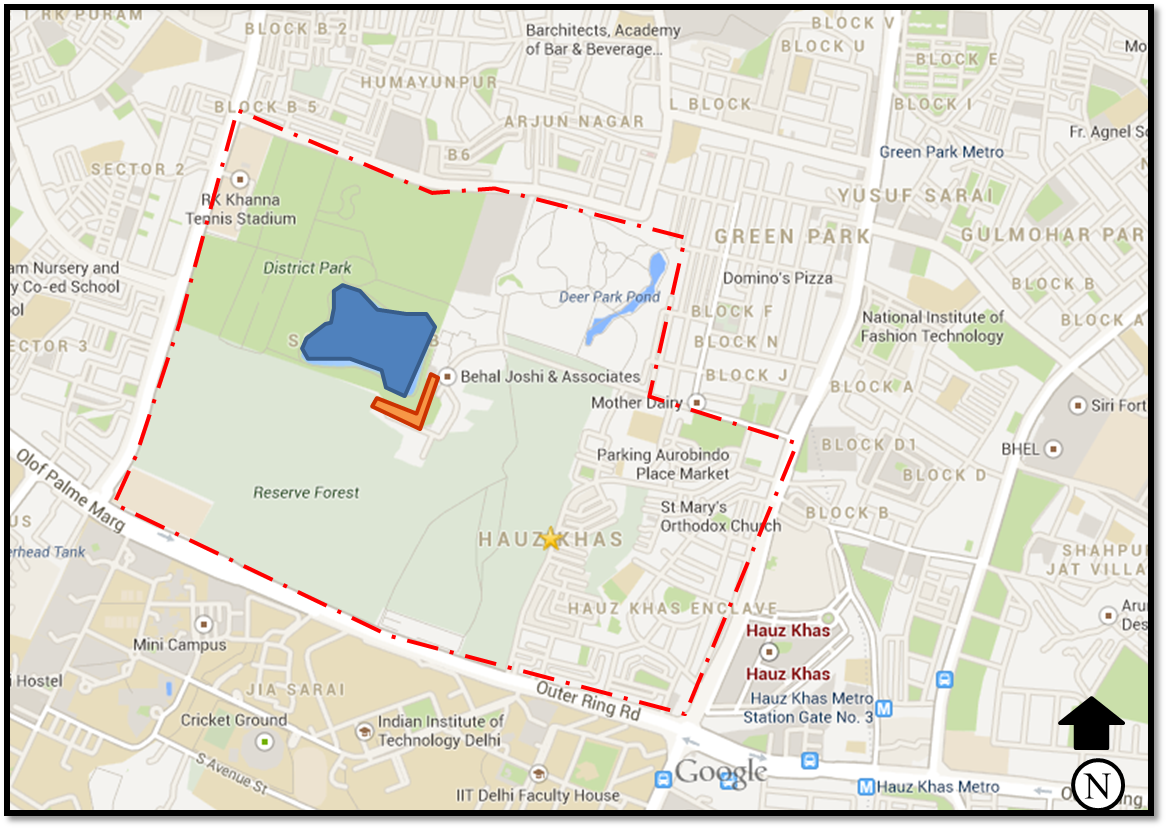 RK PURAM
BLOCK B 2
Barchitects, Academy
of Bar & Beverage...
BLOCK V
BLOCK U
BLOCK E
HUMAYUNPUR
BLOCK B 5
L BLOCK
BLOCK I
ARJUN NAGAR
Fr. Agnel
B6
Green Park Metro
SECTOR 2
RK Khanna
Tennis Stadium
YUSUF SARAI
GREEN PARK
GULMOHAR PAR
District Park
am Nursery and
y Co-ed School
ool
Domino's Pizza
BLOCK B
Deer Park Pond
BLOCK F
National Institute of
Fashion Technology
BLOCK A
ECTOR 3
S
B
BLOCK N
Behal Joshi & Associates
BLOCK J
BLOCK A
Mother Dairy
Siri Fort
BLOCK D1
BHEL
Parking Aurobindo
Place Market
BLOCK D
Olof Palme Marg
Reserve Forest
St Mary's
Orthodox Church
BLOCK B
US
HAUZ KHAS
erhead Tank
SHAHPU
JAT VILLA
HAUZ KHAS ENCLAVE
Mini Campus
Hauz Khas
Hauz Khas
i Hostel
JIA SARAI
Outer Ring Rd
Hauz Khas Metro
Station Gate No. 3
M
Cricket Ground
Indian Institute of
Technology Delhi
S Avenue St
Google
IIT Delhi Faculty House
M Hauz Khas Metro
N